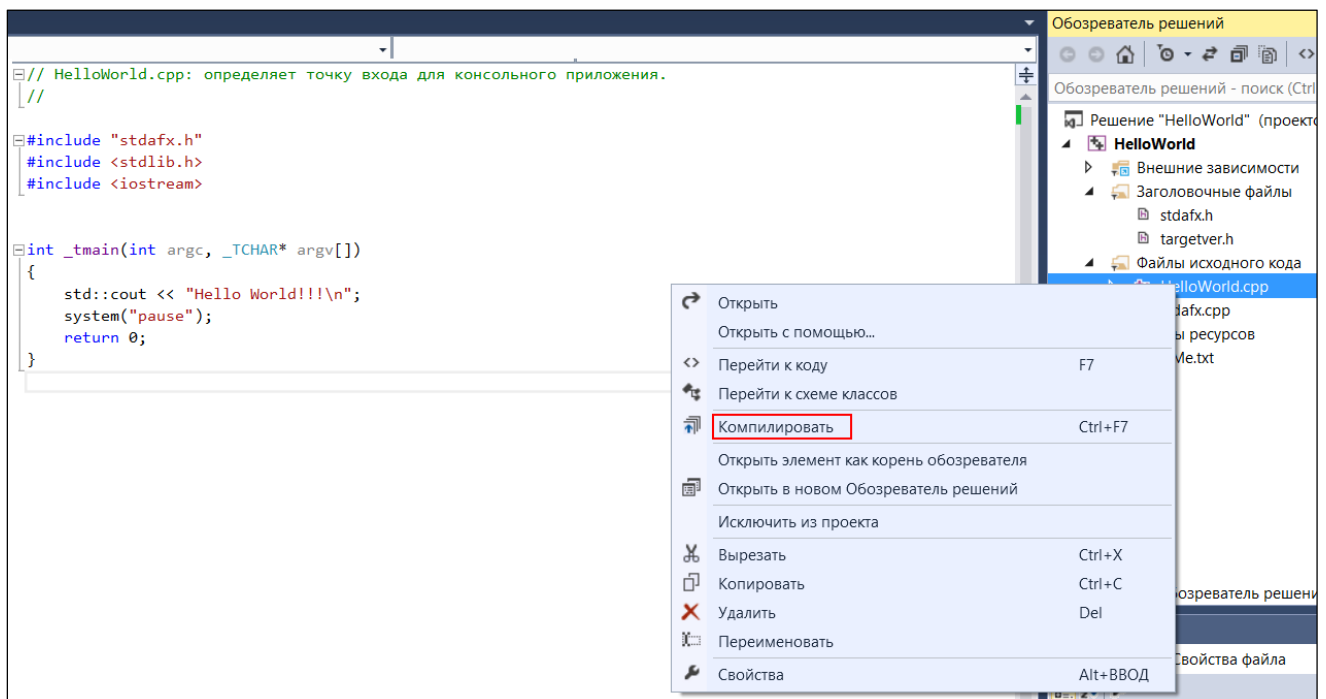 // HelloWorld.cpp: определяет точку входа для консольного приложения.
//
#include "stdafx.h"
#include <stdlib.h>
#include <iostream>
int _tmain(int argc, _TCHAR* argv[])
{
std::cout << "Hello World!!!\n";
system("pause");
return 0;
}
Обозреватель решений
Обозреватель решений - поиск (Ctrl
Решение "HelloWorld" (проекто
HelloWorld
Внешние зависимости
Заголовочные файлы
stdafx.h
targetver.h
Файлы исходного кода
HelloWorld.cpp
dafx.cpp
ы ресурсов
Me.txt
Открыть
Открыть с помощью...
Перейти к коду F7
Перейти к схеме классов
Компилировать Ctrl+F7
Открыть элемент как корень обозревателя
Открыть в новом Обозреватель решений
Исключить из проекта
Вырезать Ctrl+X
Копировать Ctrl+C
Удалить Del
Переименовать
Свойства Alt+ВВОД
озреватель решени
Свойства файла